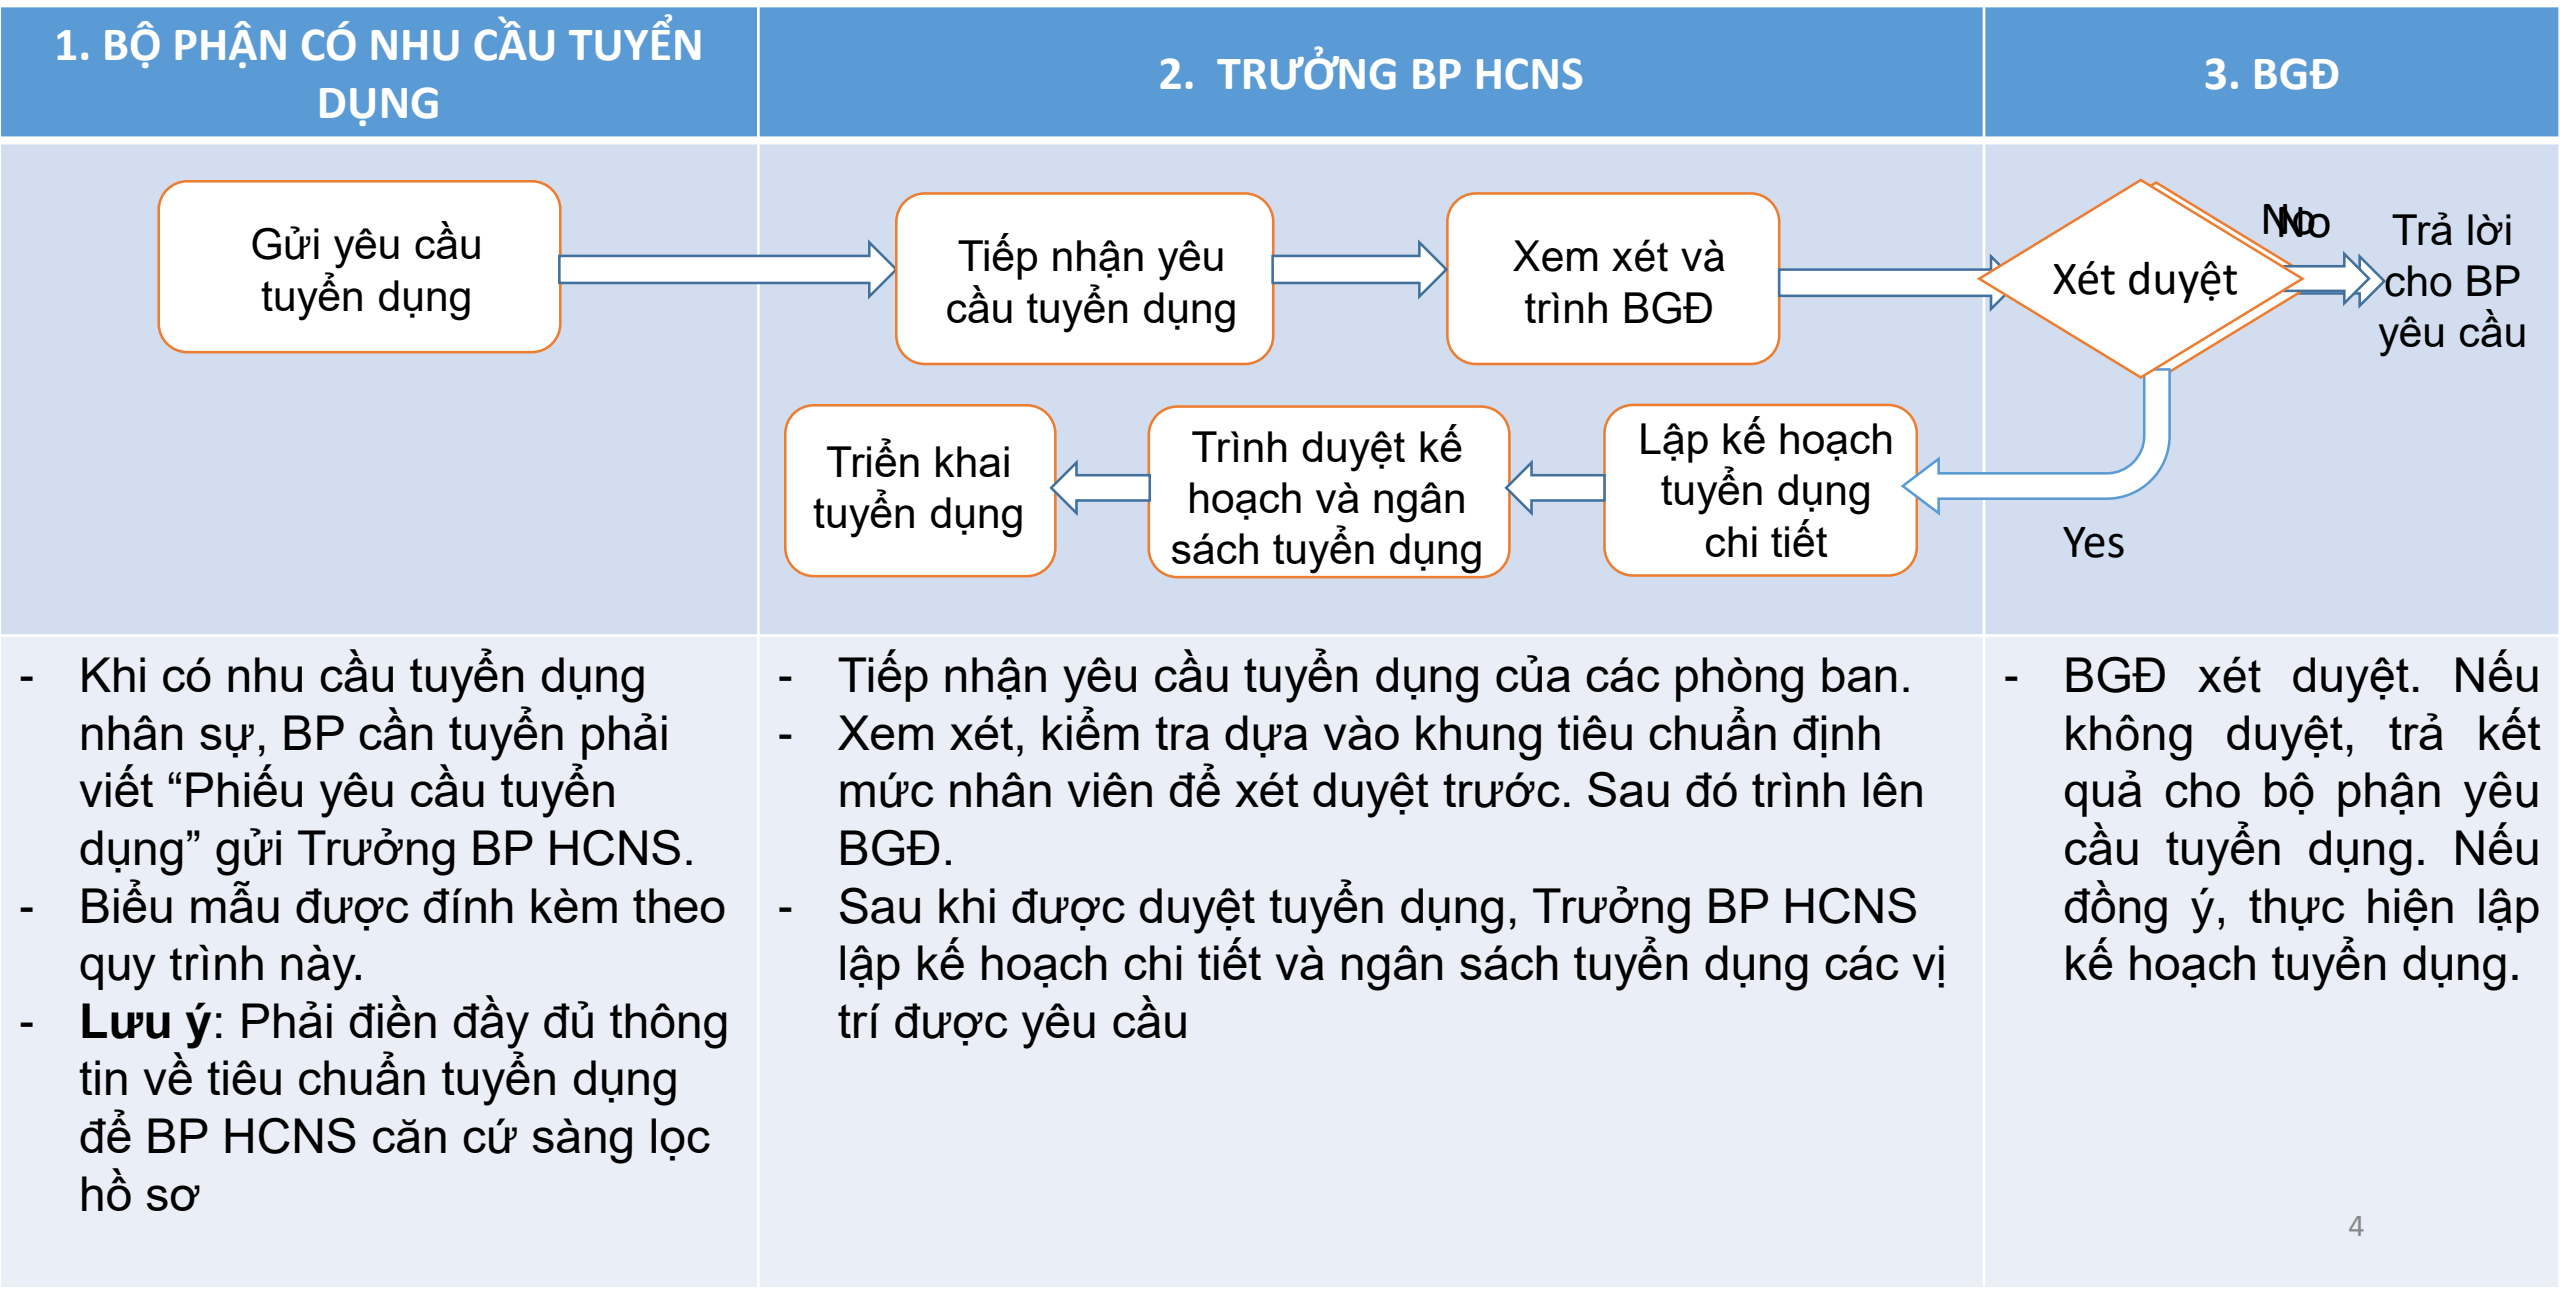 1. BỘ PHẬN CÓ NHU CẦU TUYỂN
DỤNG
2. TRƯỞNG BP HCNS
3. BGĐ
Gửi yêu cầu
tuyển dụng
Tiếp nhận yêu
cầu tuyển dụng
Xem xét và
trình BGĐ
Xét duyệt
No
No
Trả lời
cho BP
yêu cầu
Triển khai
tuyển dụng
Trình duyệt kế
hoạch và ngân
sách tuyển dụng
Lập kế hoạch
tuyển dụng
chi tiết
Yes
- Khi có nhu cầu tuyển dụng
nhân sự, BP cần tuyển phải
viết “Phiếu yêu cầu tuyển
dụng” gửi Trưởng BP HCNS.
- Biểu mẫu được đính kèm theo
quy trình này.
- Lưu ý: Phải điền đầy đủ thông
tin về tiêu chuẩn tuyển dụng
để BP HCNS căn cứ sàng lọc
hồ sơ
- Tiếp nhận yêu cầu tuyển dụng của các phòng ban.
- Xem xét, kiểm tra dựa vào khung tiêu chuẩn định
mức nhân viên để xét duyệt trước. Sau đó trình lên
BGĐ.
- Sau khi được duyệt tuyển dụng, Trưởng BP HCNS
lập kế hoạch chi tiết và ngân sách tuyển dụng các vị
trí được yêu cầu
- BGĐ xét duyệt. Nếu
không duyệt, trả kết
quả cho bộ phận yêu
cầu tuyển dụng. Nếu
đồng ý, thực hiện lập
kế hoạch tuyển dụng.
4